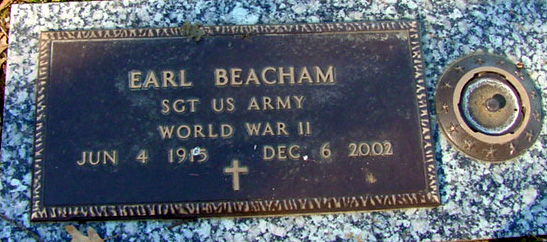 EARL BEACHAM
SGT US ARMY
WORLD WAR II
JUN 4 1915 DEC 6 2002